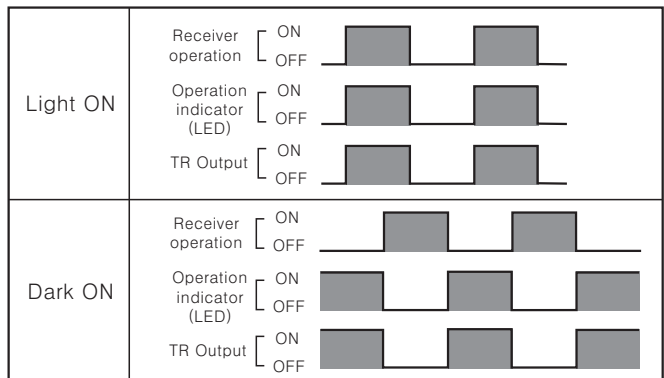 Light ON
Receiver
operation
ON
OFF
Operation
indicator
(LED)
ON
OFF
TR Output
ON
OFF
Dark ON
Receiver
operation
ON
OFF
Operation
indicator
(LED)
ON
OFF
TR Output
ON
OFF